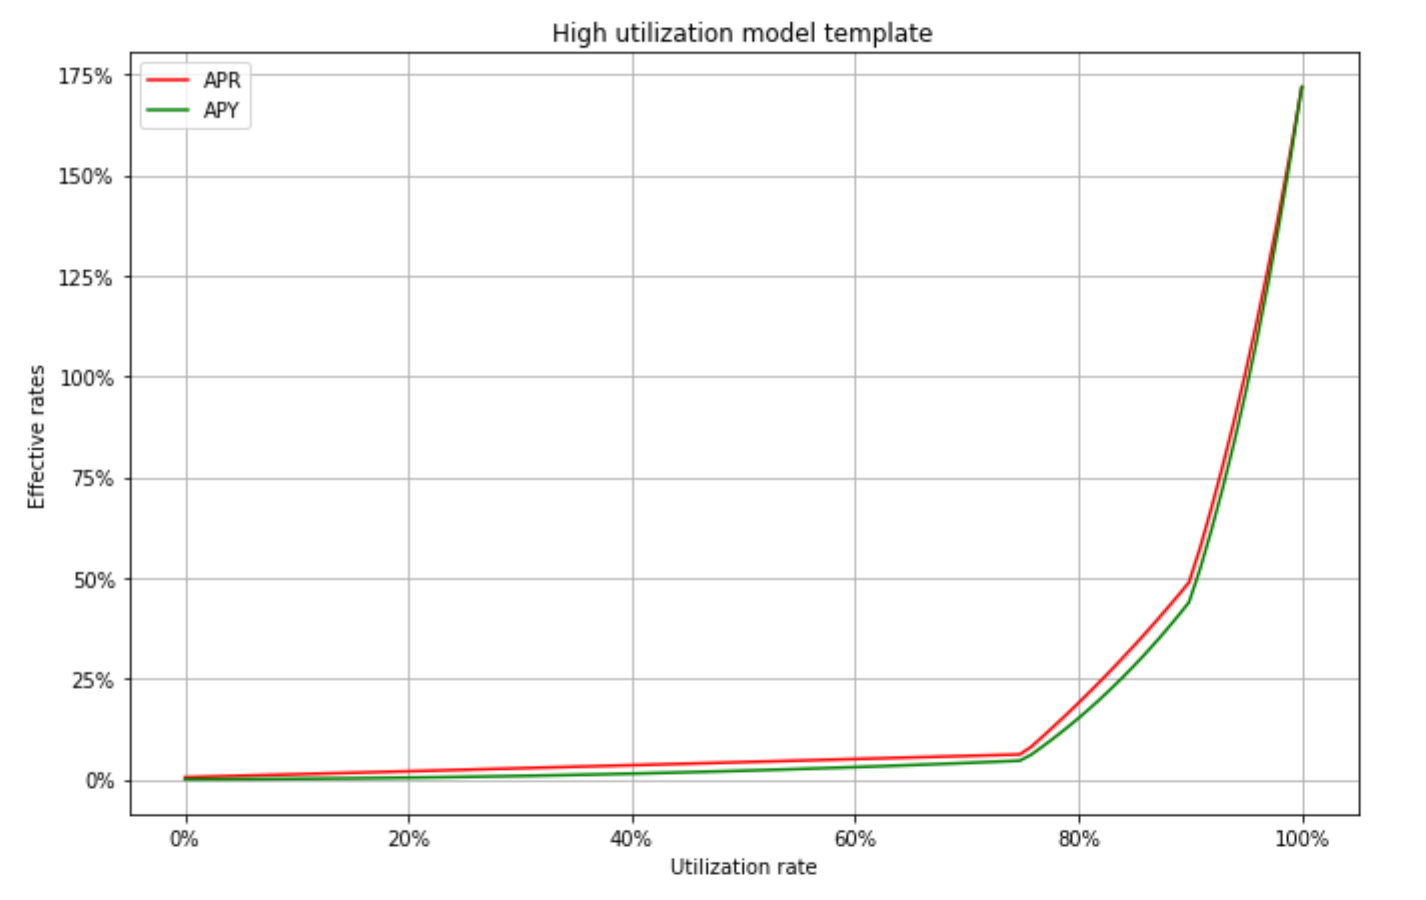 High utilization model template
APR
APY
175%
150%
125%
100%
75%
50%
25%
0%
Effective rates
0% 20% 40% 60% 80% 100%
Utilization rate